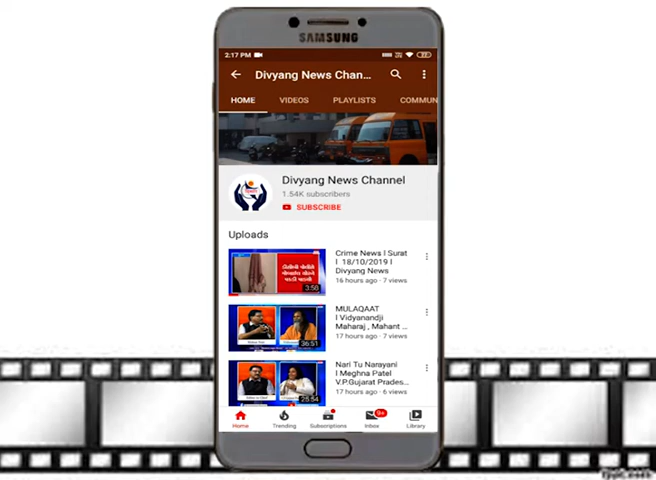 SAMSUNG
2:17 PM
Divyang News Chan...
HOME VIDEOS PLAYLISTS COMMUN
Divyang News Channel
1.54K subscribers
SUBSCRIBE
Uploads
Crime News I Surat
I 18/10/2019 I
Divyang News
16 hours ago · 7 views
3:58
MULAQAAT
I Vidyanandji
Maharaj , Mahant ...
17 hours ago · 7 views
36:51
Nari Tu Narayani
I Meghna Patel
V.P.Gujarat Prades...
17 hours ago · 6 views
28:54
Home Trending Subscriptions Inbox Library
9+